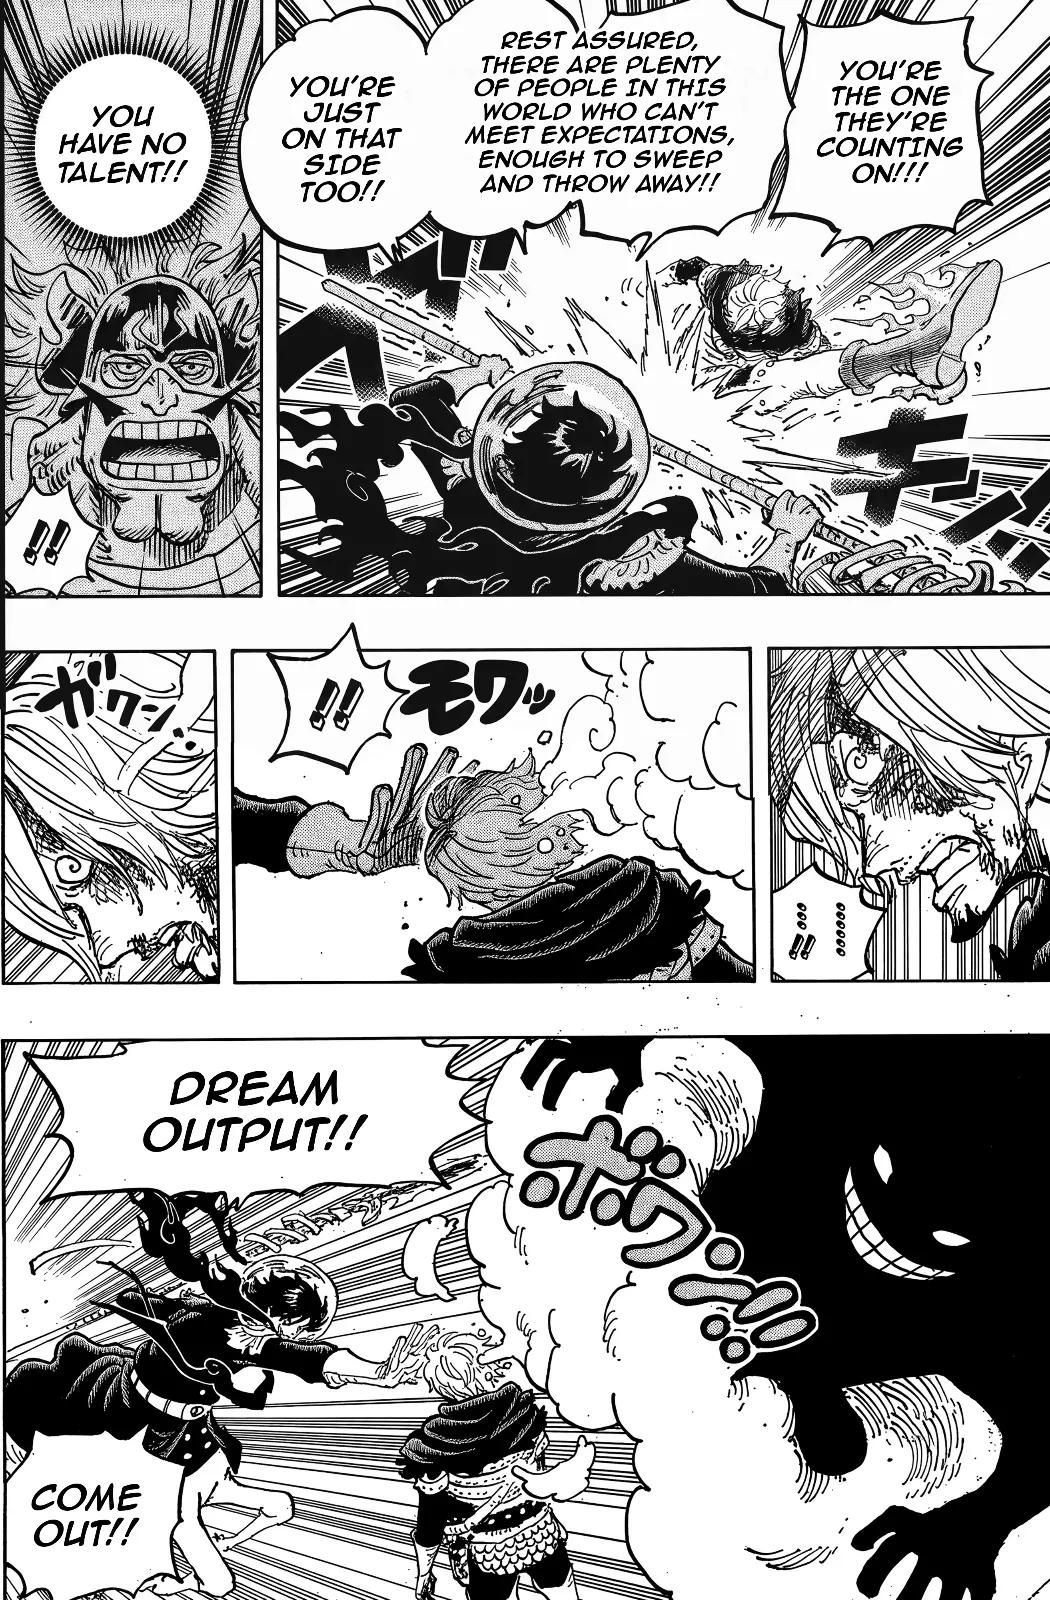 YOU'RE
THE ONE
THEY'RE
COUNTING
ON!!!
REST ASSURED,
THERE ARE PLENTY
OF PEOPLE IN THIS
WORLD WHO CAN'T
MEET EXPECTATIONS,
ENOUGH TO SWEEP
AND THROW AWAY!!
YOU'RE
JUST
ON THAT
SIDE
TOO!!
YOU
HAVE NO
TALENT!!
!!
......
...!!
モワッ
!!!
ガクン
DREAM
OUTPUT!!
ボワン!!
COME
OUT!!